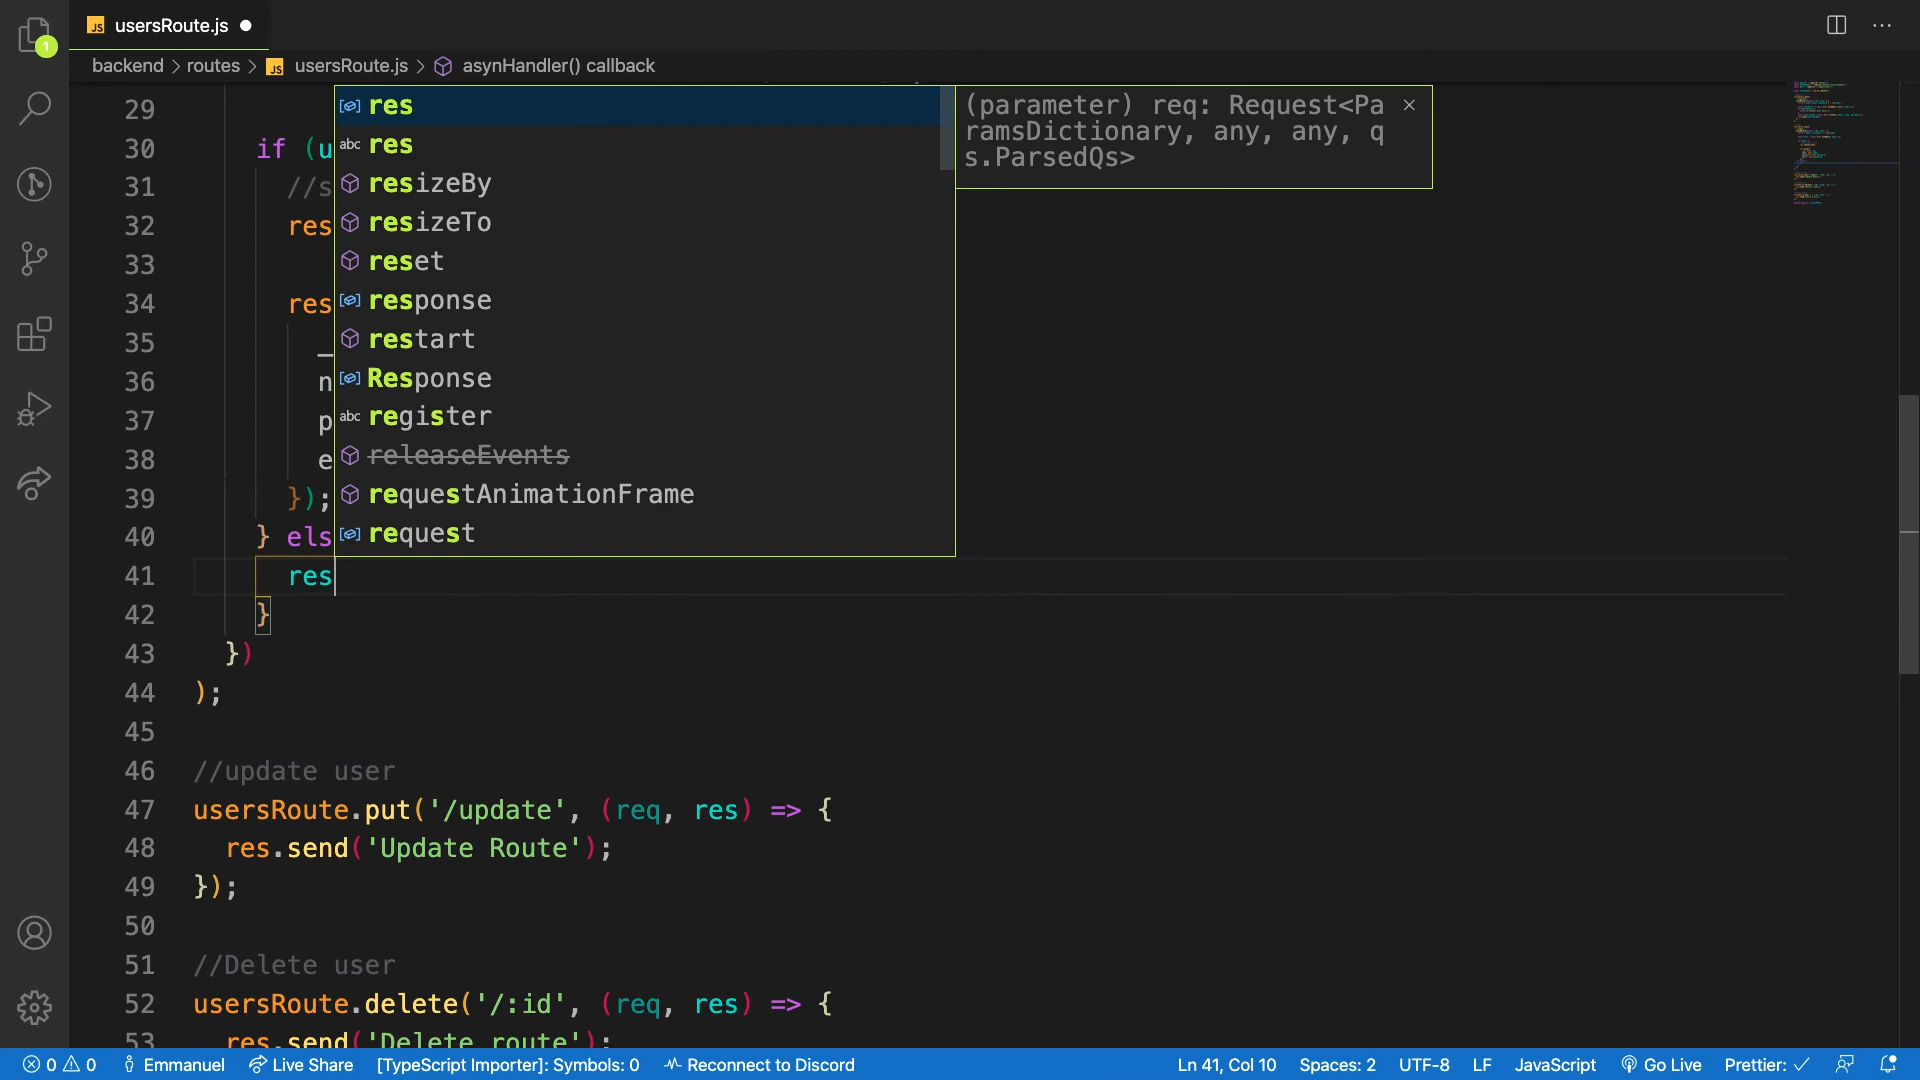 1
JS usersRoute.js
backend > routes > JS usersRoute.js > asynHandler() callback
29
30 if (u
31 //s
32 res
33
34 res
35 _
36 n
37 p
38 e
39 });
40 } els
41 res
42 }
43 })
44 );
45
46 //update user
47 usersRoute.put('/update', (req, res) => {
48 res.send('Update Route');
49 });
50
51 //Delete user
52 usersRoute.delete('/:id', (req, res) => {
53 res.send('Delete route');
res
abc res
resizeBy
resizeTo
reset
response
restart
Response
abc register
releaseEvents
requestAnimationFrame
request
(parameter) req: Request<Pa
ramsDictionary, any, any, q
s.ParsedQs>
0 0 Emmanuel Live Share [TypeScript Importer]: Symbols: 0 Reconnect to Discord Ln 41, Col 10 Spaces: 2 UTF-8 LF JavaScript Go Live Prettier: ✓